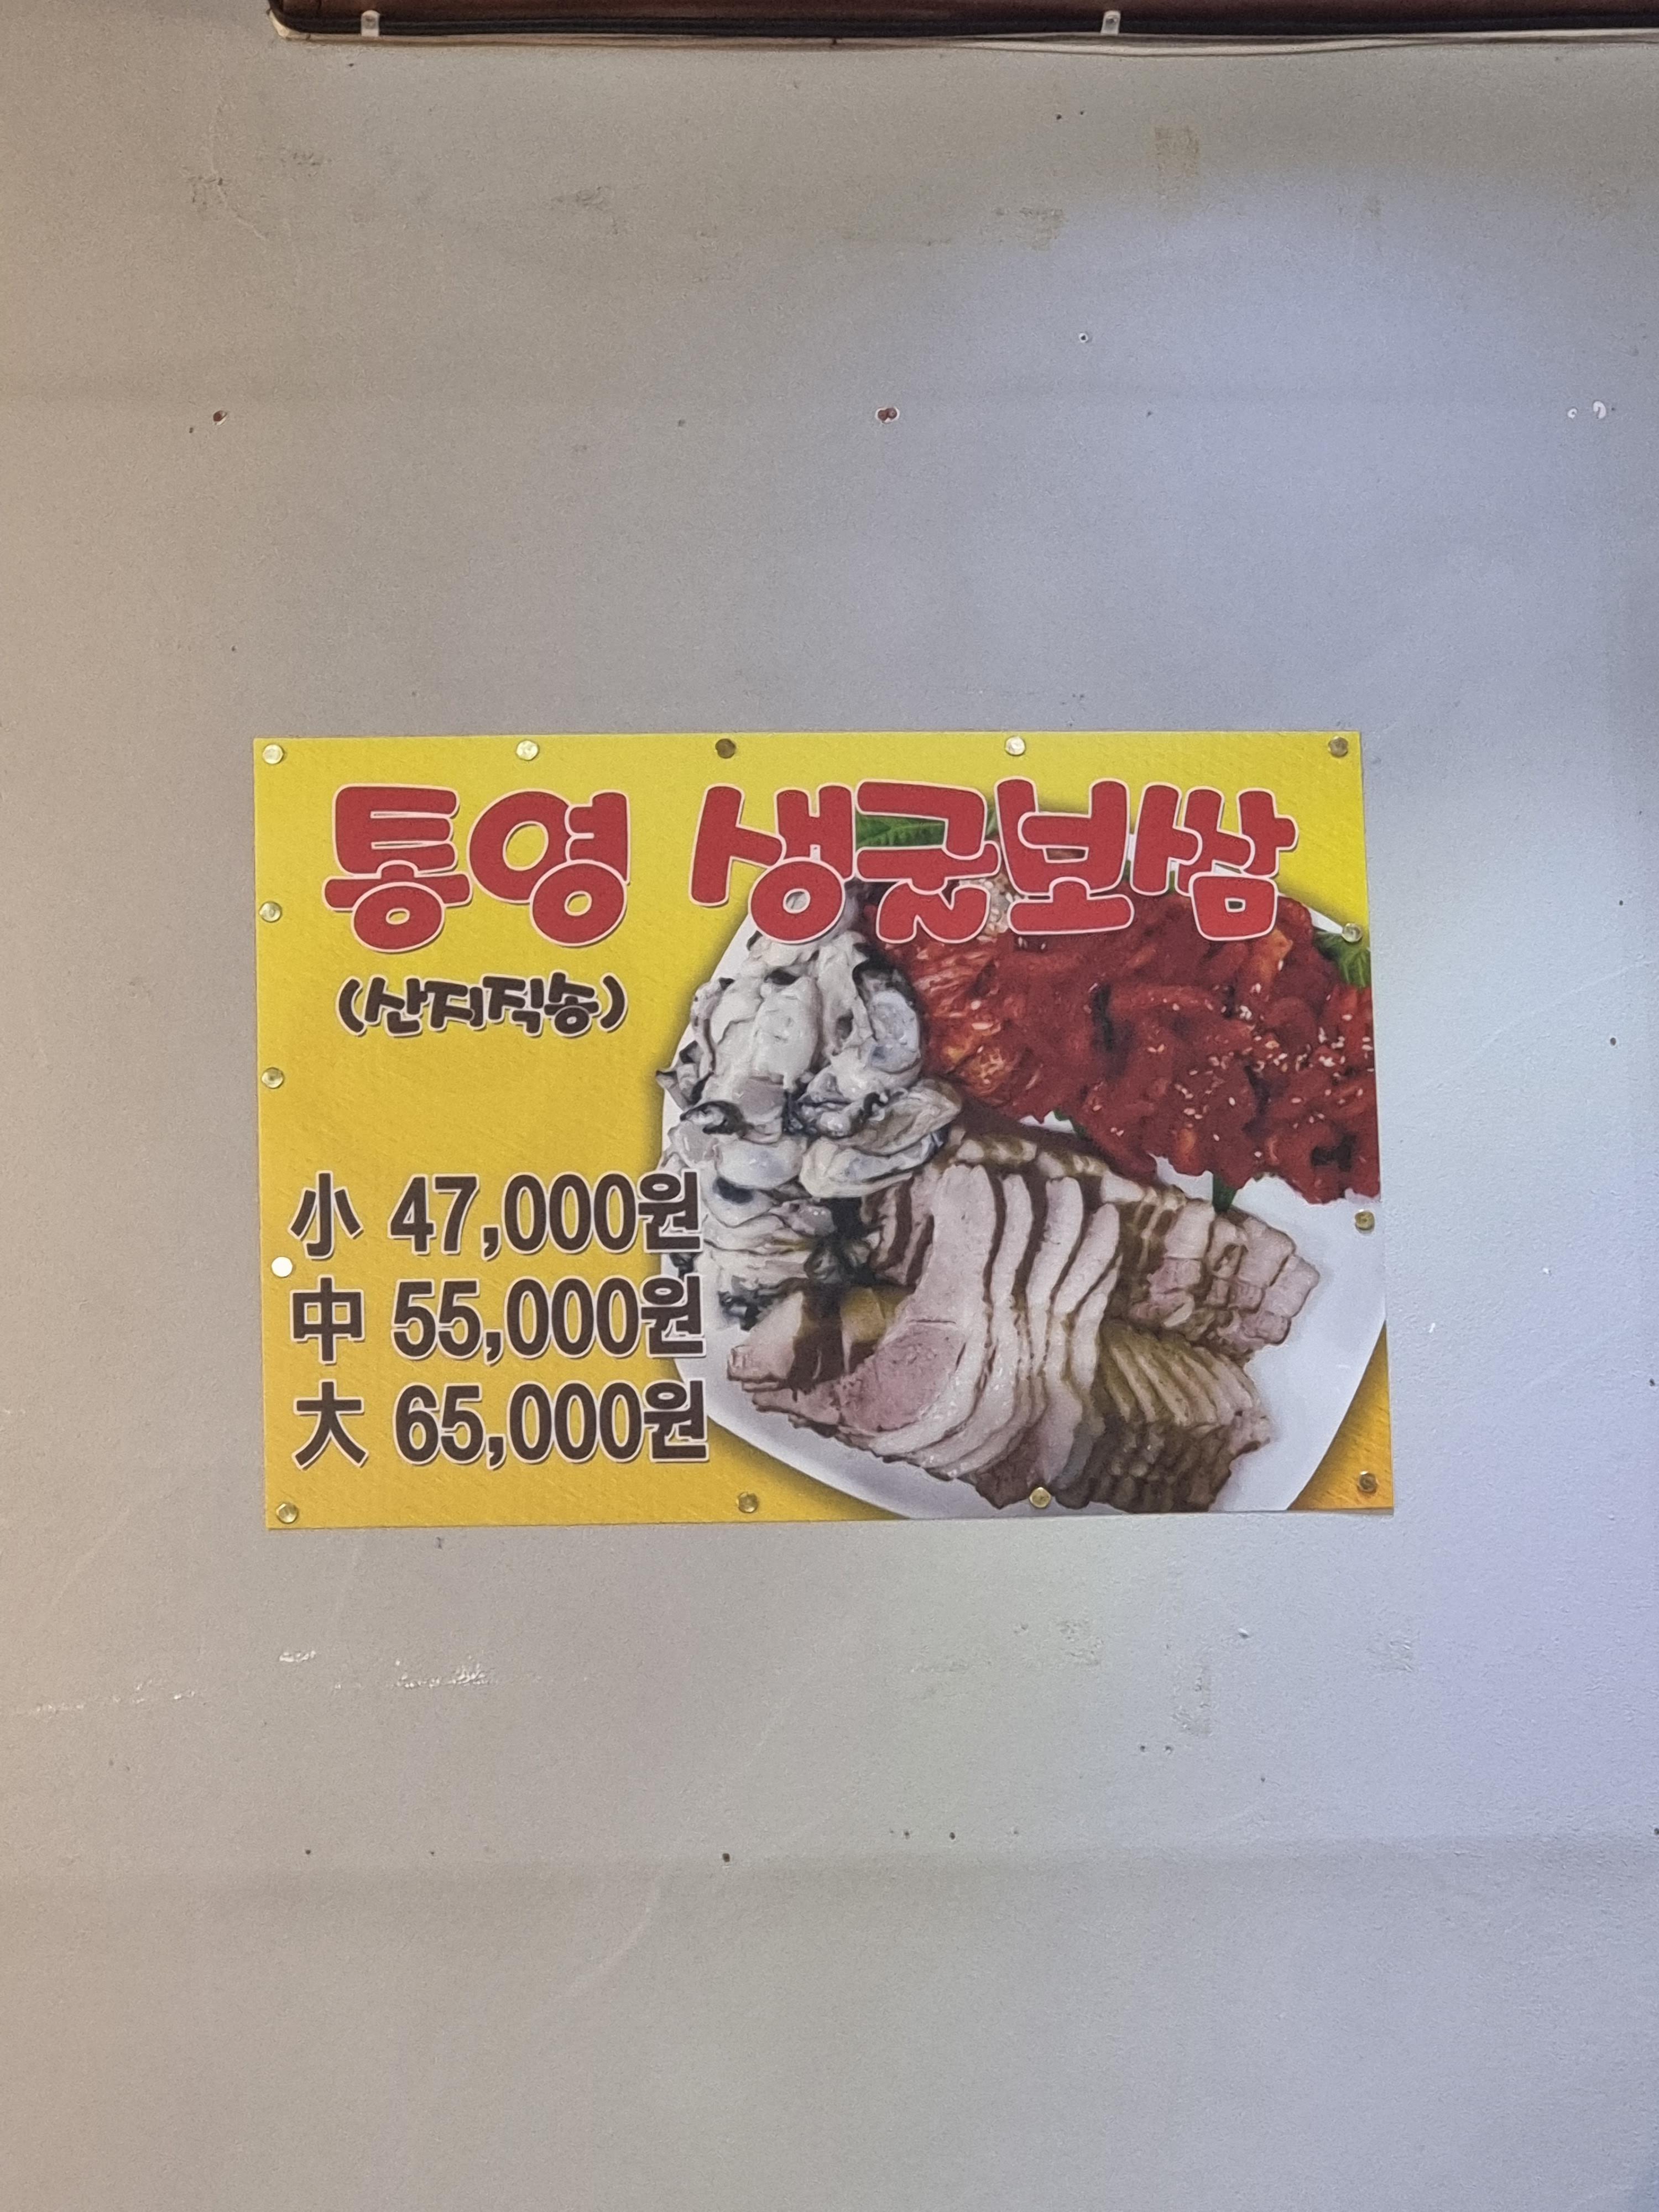 통영 생굴보쌈
(산지직송)
小 47,000원
中 55,000원
大 65,000원